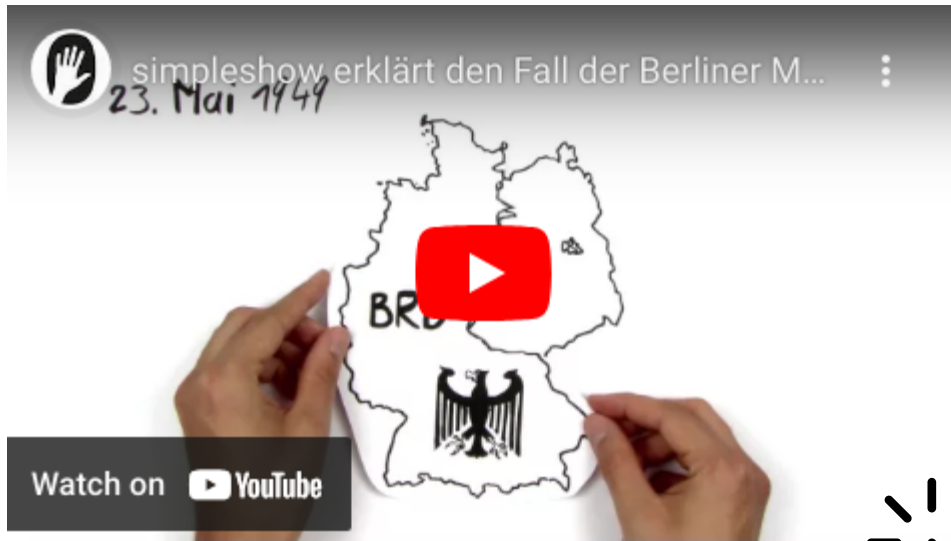 simpleshow erklärt den Fall der Berliner M...
23. Mai 1949
BRD
Watch on YouTube